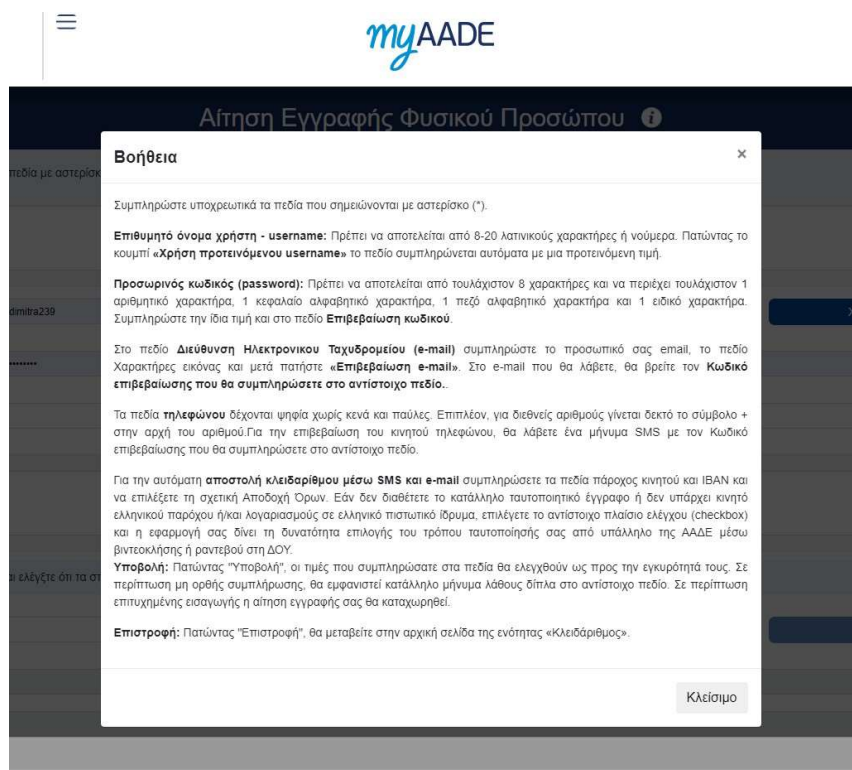 myAADE
Αίτηση Εγγραφής Φυσικού Προσώπου
Βοήθεια ×
πεδία με αστερίσκ
Συμπληρώστε υποχρεωτικά τα πεδία που σημειώνονται με αστερίσκο (*).
Επιθυμητό όνομα χρήστη - username: Πρέπει να αποτελείται από 8-20 λατινικούς χαρακτήρες ή νούμερα. Πατώντας το
κουμπί «Χρήση προτεινόμενου username» το πεδίο συμπληρώνεται αυτόματα με μια προτεινόμενη τιμή.
Προσωρινός κωδικός (password): Πρέπει να αποτελείται από τουλάχιστον 8 χαρακτήρες και να περιέχει τουλάχιστον 1
αριθμητικό χαρακτήρα, 1 κεφαλαίο αλφαβητικό χαρακτήρα, 1 πεζό αλφαβητικό χαρακτήρα και 1 ειδικό χαρακτήρα.
dimitra239
Συμπληρώστε την ίδια τιμή και στο πεδίο Επιβεβαίωση κωδικού.
Στο πεδίο Διεύθυνση Ηλεκτρονικου Ταχυδρομείου (e-mail) συμπληρώστε το προσωπικό σας email, το πεδίο
Χαρακτήρες εικόνας και μετά πατήστε «Επιβεβαίωση e-mail». Στο e-mail που θα λάβετε, θα βρείτε τον Κωδικό
επιβεβαίωσης που θα συμπληρώσετε στο αντίστοιχο πεδίο..
Τα πεδία τηλεφώνου δέχονται ψηφία χωρίς κενά και παύλες. Επιπλέον, για διεθνείς αριθμούς γίνεται δεκτό το σύμβολο +
στην αρχή του αριθμού.Για την επιβεβαίωση του κινητού τηλεφώνου, θα λάβετε ένα μήνυμα SMS με τον Κωδικό
επιβεβαίωσης που θα συμπληρώσετε στο αντίστοιχο πεδίο.
Για την αυτόματη αποστολή κλειδαρίθμου μέσω SMS και e-mail συμπληρώσετε τα πεδία πάροχος κινητού και IBAN και
να επιλέξετε τη σχετική Αποδοχή Όρων. Εάν δεν διαθέτετε το κατάλληλο ταυτοποιητικό έγγραφο ή δεν υπάρχει κινητό
ελληνικού παρόχου ή/και λογαριασμούς σε ελληνικό πιστωτικό ίδρυμα, επιλέγετε το αντίστοιχο πλαίσιο ελέγχου (checkbox)
και η εφαρμογή σας δίνει τη δυνατότητα επιλογής του τρόπου ταυτοποίησής σας από υπάλληλο της ΑΑΔΕ μέσω
βιντεοκλήσης ή ραντεβού στη ΔΟΥ.
Υποβολή: Πατώντας "Υποβολή", οι τιμές που συμπληρώσατε στα πεδία θα ελεγχθούν ως προς την εγκυρότητά τους. Σε
ι ελέγξτε ότι τα στ
περίπτωση μη ορθής συμπλήρωσης, θα εμφανιστεί κατάλληλο μήνυμα λάθους δίπλα στο αντίστοιχο πεδίο. Σε περίπτωση
επιτυχημένης εισαγωγής η αίτηση εγγραφής σας θα καταχωρηθεί.
Επιστροφή: Πατώντας "Επιστροφή", θα μεταβείτε στην αρχική σελίδα της ενότητας «Κλειδάριθμος».
Κλείσιμο